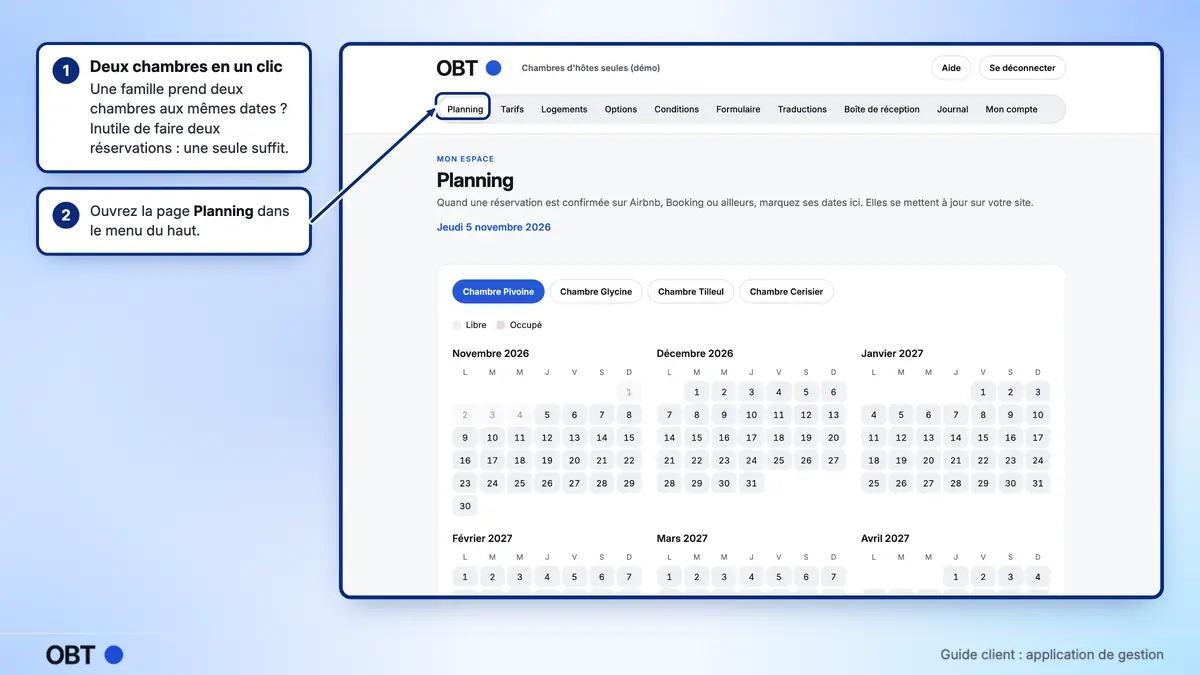 1
Deux chambres en un clic
Une famille prend deux
chambres aux mêmes dates ?
Inutile de faire deux
réservations : une seule suffit.
2
Ouvrez la page Planning dans
le menu du haut.
OBT
Chambres d'hôtes seules (démo)
Aide
Se déconnecter
Planning Tarifs Logements Options Conditions Formulaire Traductions Boîte de réception Journal Mon compte
MON ESPACE
Planning
Quand une réservation est confirmée sur Airbnb, Booking ou ailleurs, marquez ses dates ici. Elles se mettent à jour sur votre site.
Jeudi 5 novembre 2026
Chambre Pivoine Chambre Glycine Chambre Tilleul Chambre Cerisier
Libre Occupé
Novembre 2026
L M M J V S D
1
2 3 4 5 6 7 8
9 10 11 12 13 14 15
16 17 18 19 20 21 22
23 24 25 26 27 28 29
30
Décembre 2026
L M M J V S D
1 2 3 4 5 6
7 8 9 10 11 12 13
14 15 16 17 18 19 20
21 22 23 24 25 26 27
28 29 30 31
Janvier 2027
L M M J V S D
1 2 3
4 5 6 7 8 9 10
11 12 13 14 15 16 17
18 19 20 21 22 23 24
25 26 27 28 29 30 31
Février 2027
L M M J V S D
1 2 3 4 5 6 7
Mars 2027
L M M J V S D
1 2 3 4 5 6 7
Avril 2027
L M M J V S D
1 2 3 4
OBT
Guide client : application de gestion